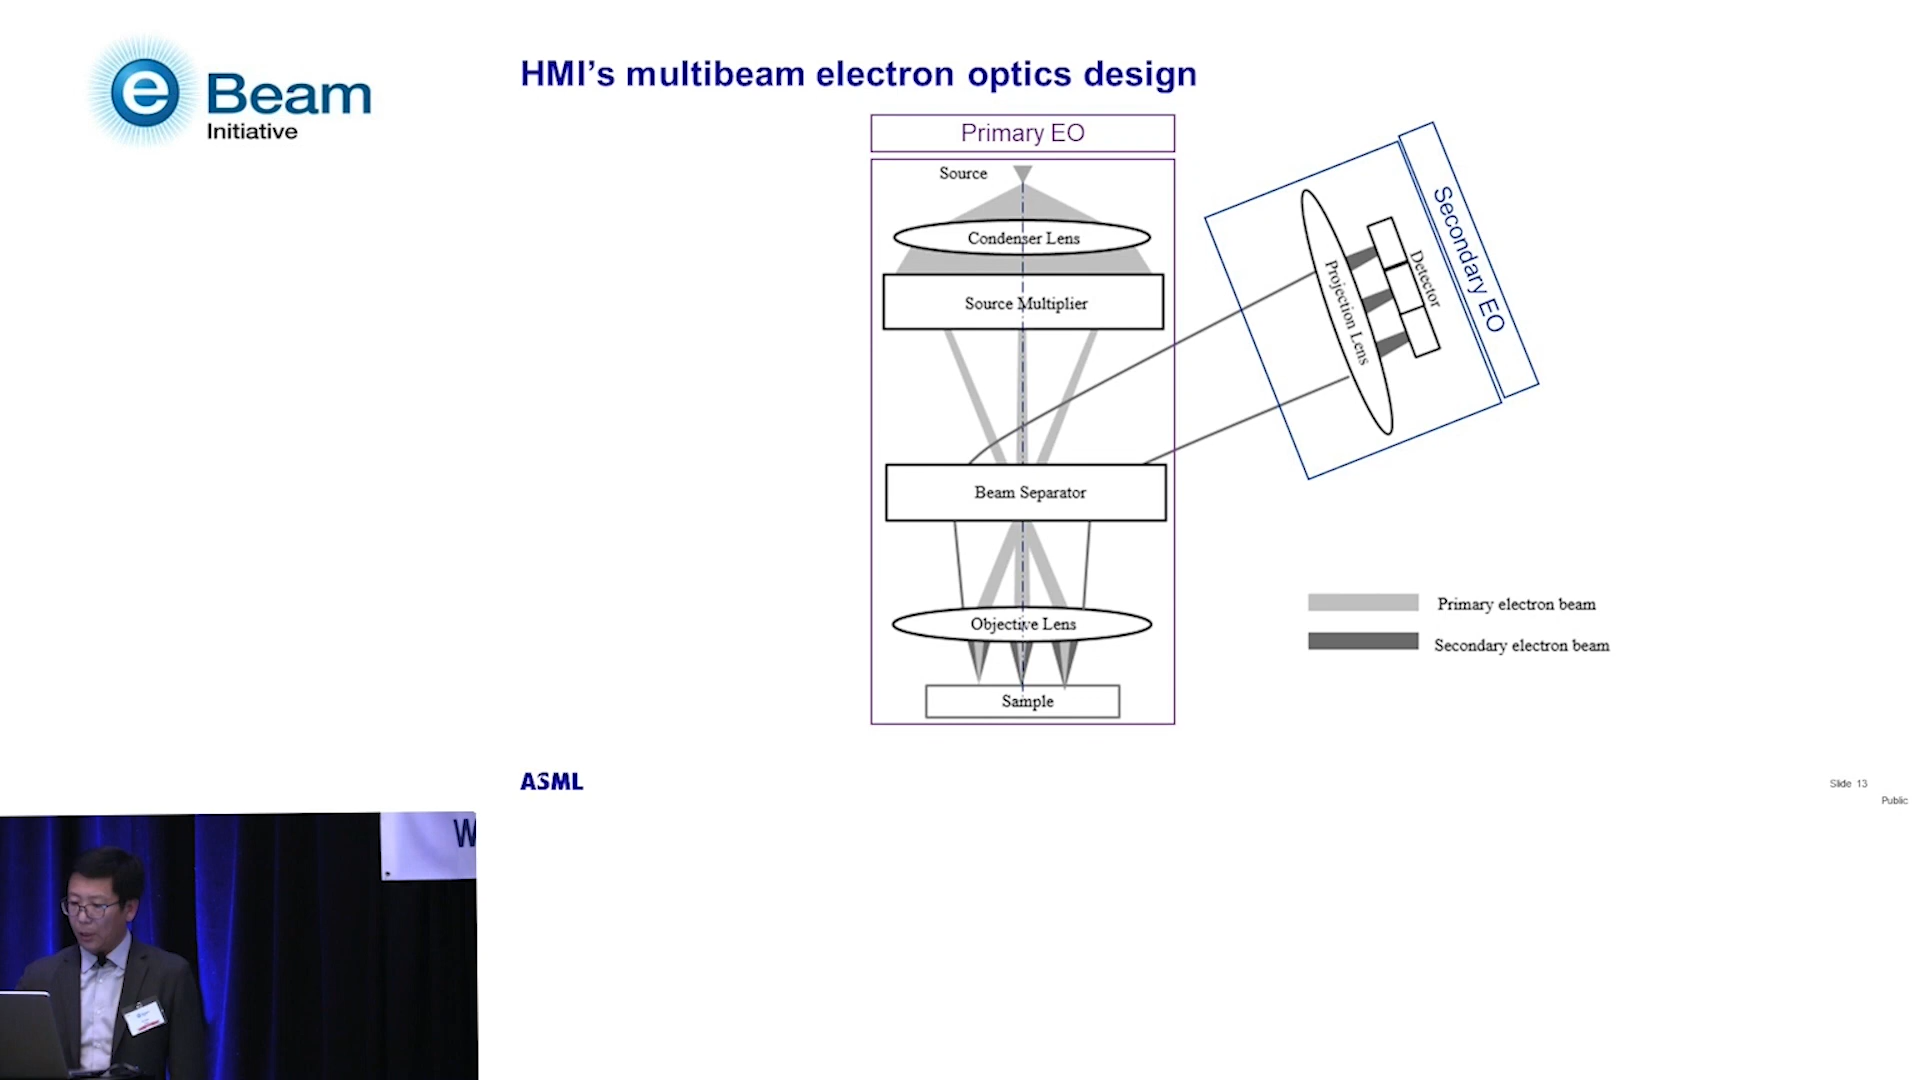 e Beam
Initiative
HMI's multibeam electron optics design
Primary EO
Source
Condenser Lens
Source Multiplier
Beam Separator
Objective Lens
Sample
Projection Lens
Detector
Secondary EO
Primary electron beam
Secondary electron beam
ASML
Slide 13
Public
W